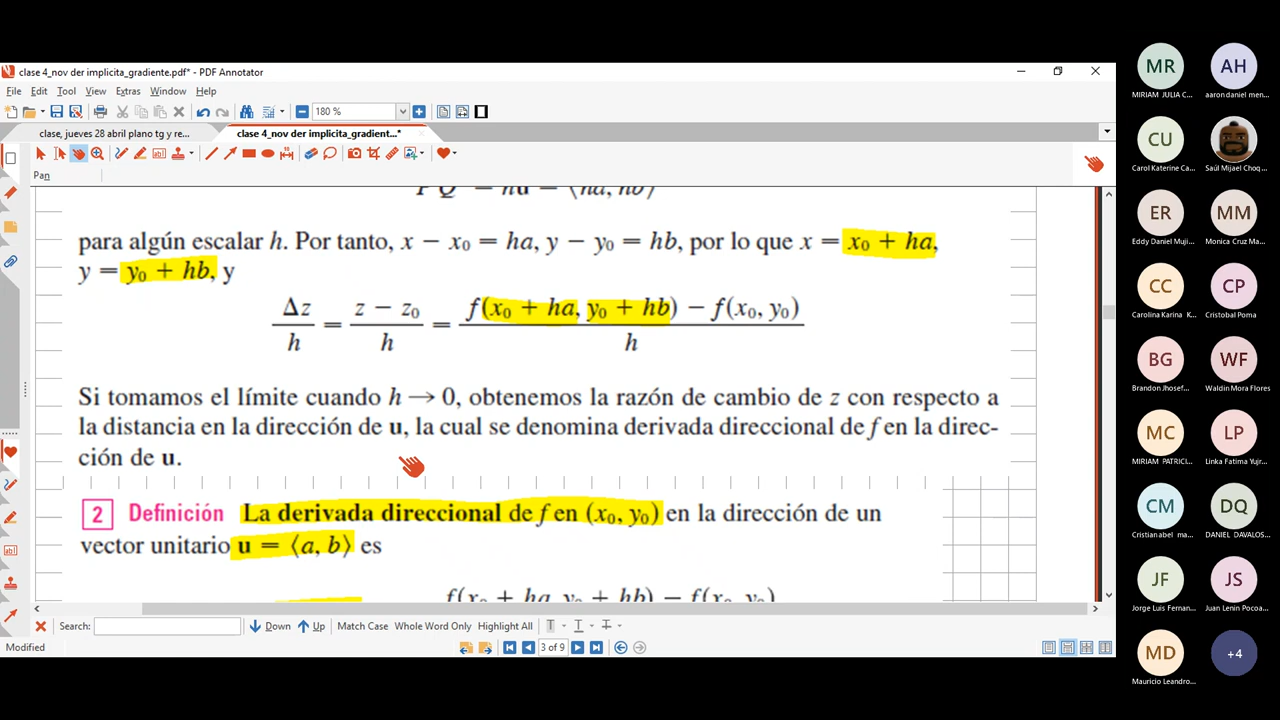 clase 4_nov der implicita_gradiente.pdf* - PDF Annotator
File Edit Tool View Extras Window Help
180 %
clase, jueves 28 abril plano tg y re...
clase 4_nov der implicita_gradient...*
Pan
para algún escalar h. Por tanto, x − x₀ = ha, y − y₀ = hb, por lo que x = x₀ + ha,
y = y₀ + hb, y
Δz/h = (z − z₀)/h = (f(x₀ + ha, y₀ + hb) − f(x₀, y₀))/h
Si tomamos el límite cuando h → 0, obtenemos la razón de cambio de z con respecto a
la distancia en la dirección de u, la cual se denomina derivada direccional de f en la direc-
ción de u.
2 Definición La derivada direccional de f en (x₀, y₀) en la dirección de un
vector unitario u = ⟨a, b⟩ es
f(x₀ + ha, y₀ + hb) − f(x₀, y₀)
Search: Down Up Match Case Whole Word Only Highlight All
Modified
3 of 9
MR AH
MIRIAM JULIA C... aaron daniel men...
CU
Carol Katerine Ca... Saúl Mijael Choq...
ER MM
Eddy Daniel Muji... Monica Cruz Ma...
CC CP
Carolina Karina K... Cristobal Poma
BG WF
Brandon Jhosef... Waldin Mora Flores
MC LP
MIRIAM PATRICI... Linka Fatima Yujr...
CM DQ
Cristian abel ma... DANIEL DAVALOS...
JF JS
Jorge Luis Fernan... Juan Lenin Pocoa...
MD +4
Mauricio Leandro...